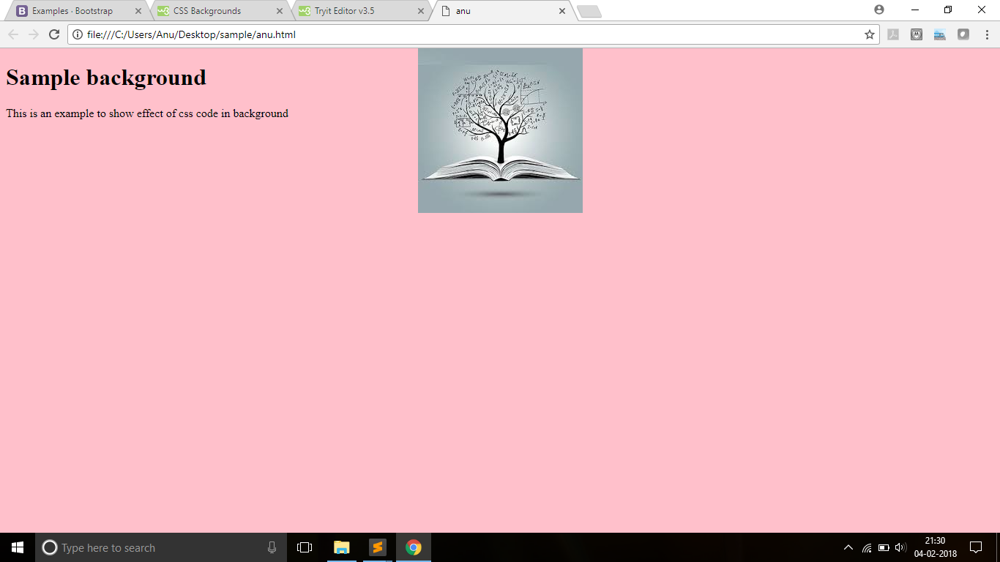 Examples · Bootstrap
CSS Backgrounds
Tryit Editor v3.5
anu
file:///C:/Users/Anu/Desktop/sample/anu.html
Sample background
This is an example to show effect of css code in background
Type here to search
21:30
04-02-2018